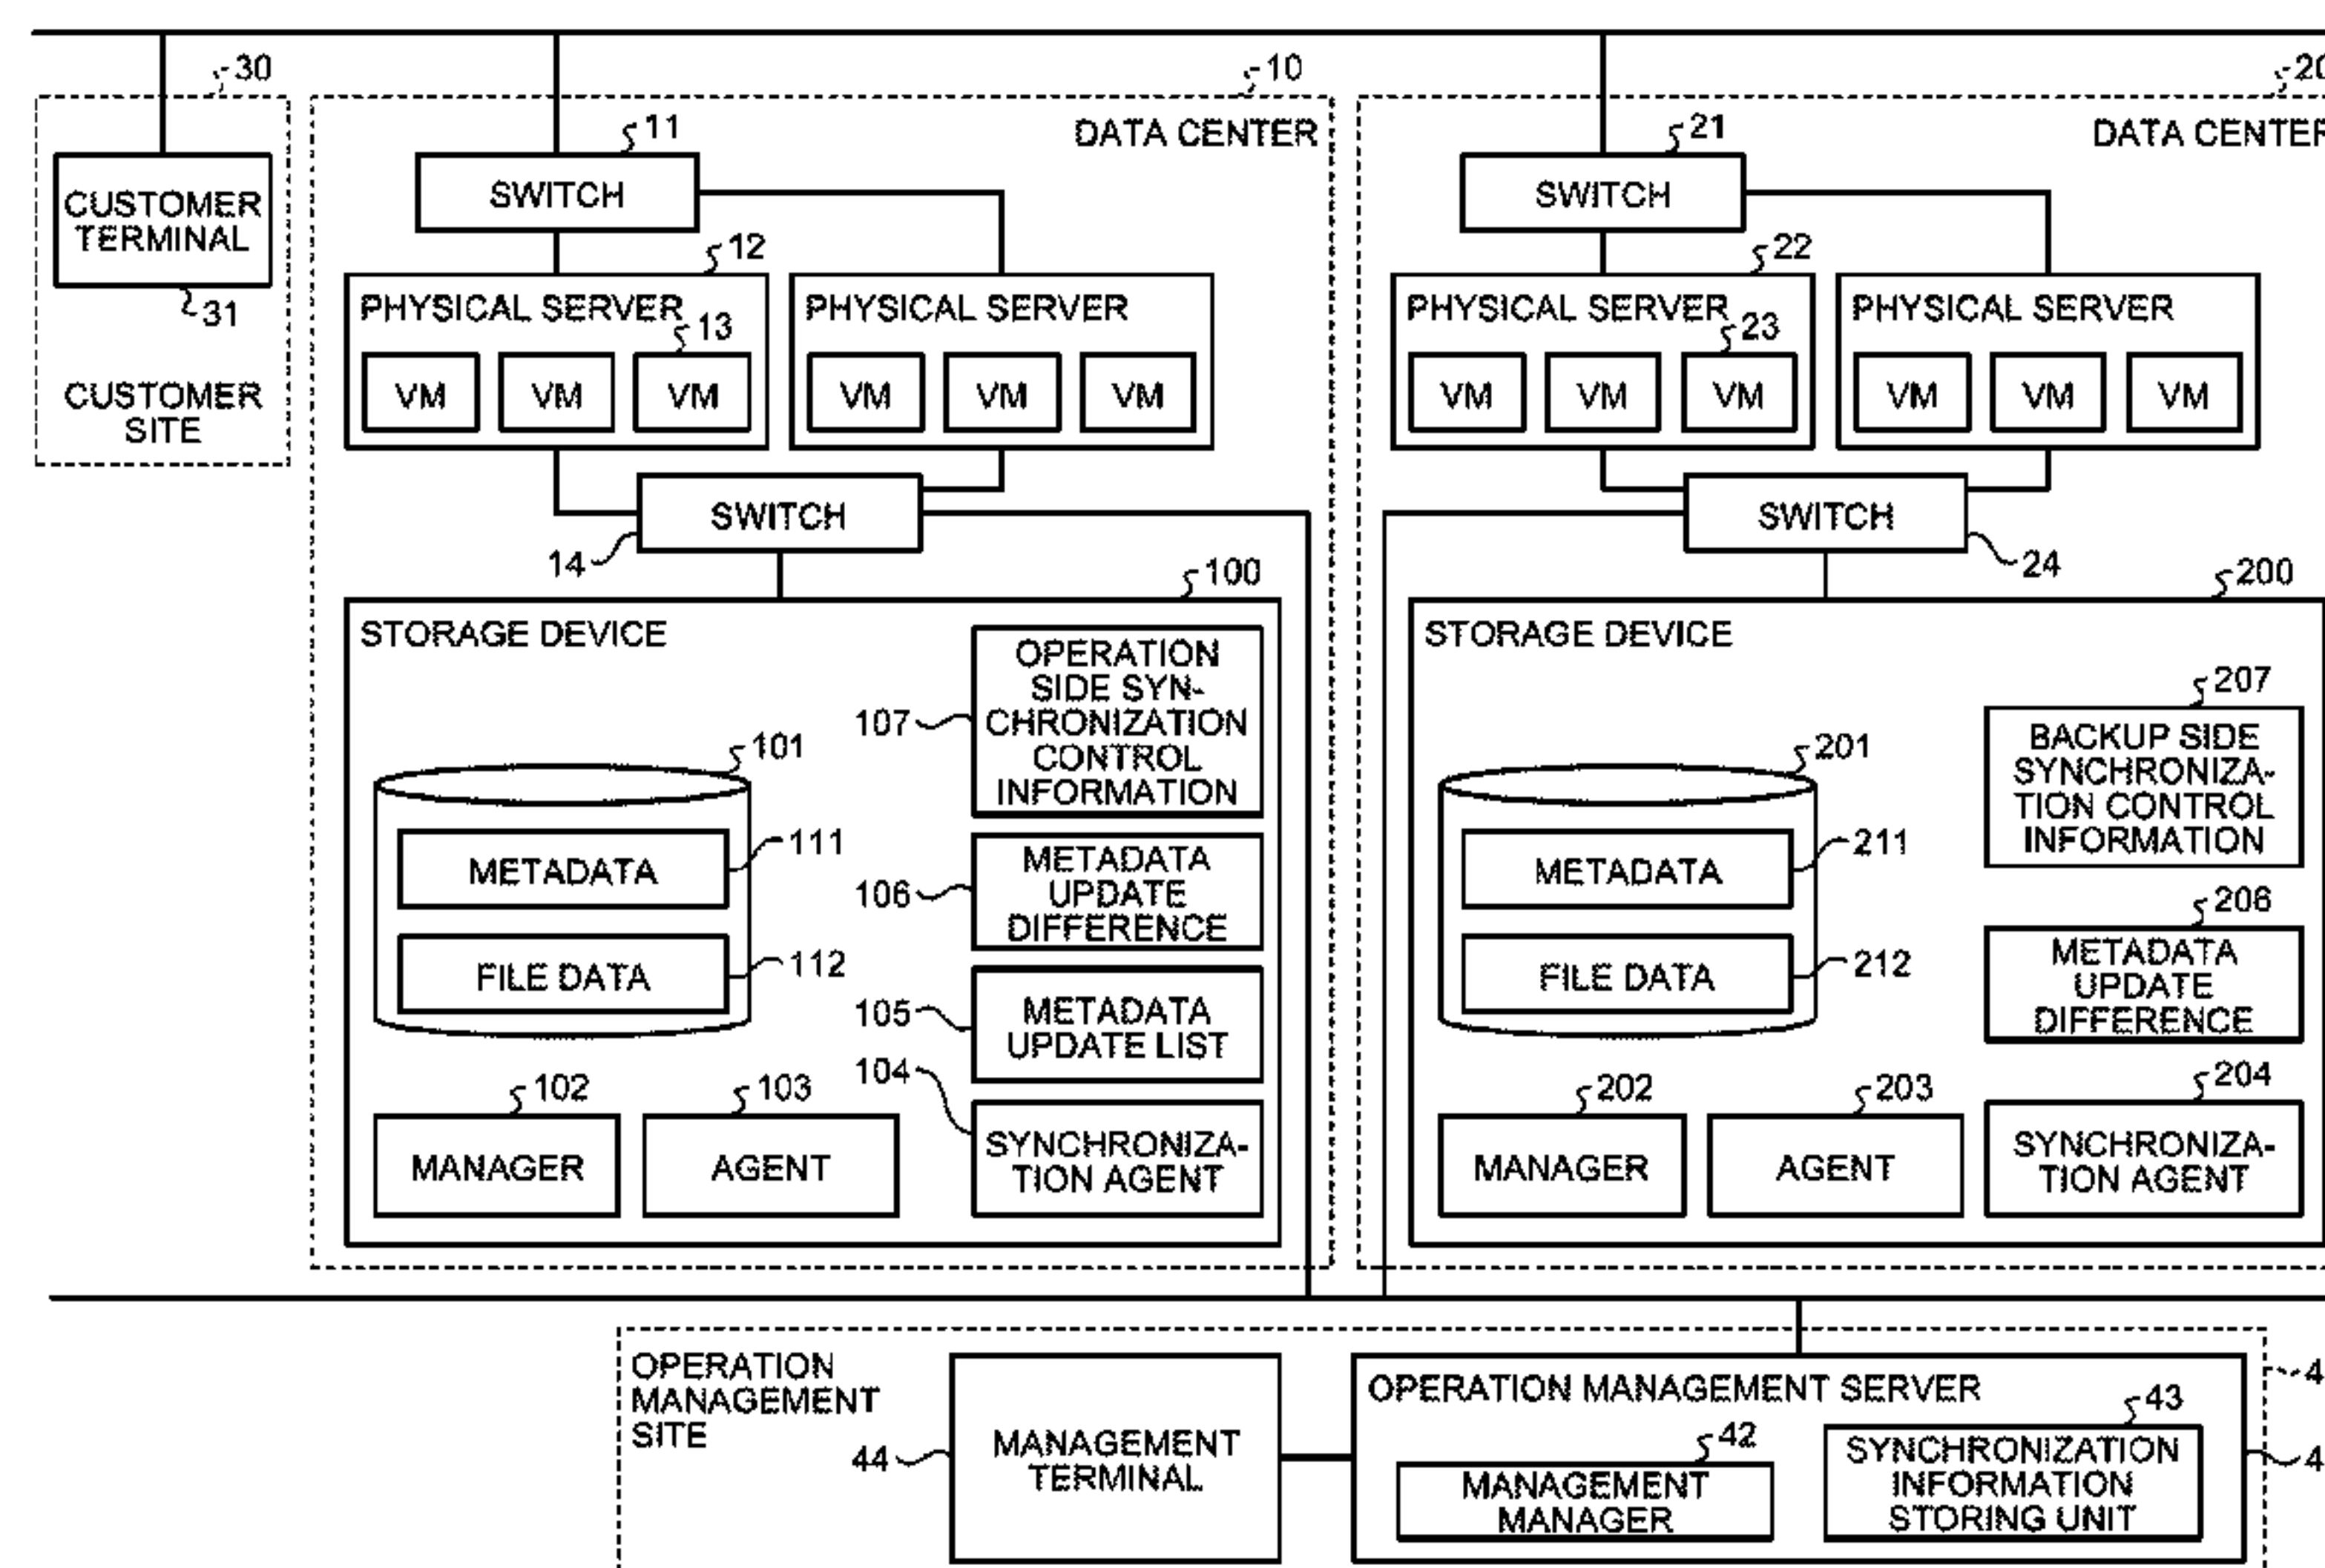 30
10
20
DATA CENTER
DATA CENTER
11
21
SWITCH
SWITCH
CUSTOMER
TERMINAL
31
12
22
PHYSICAL SERVER
PHYSICAL SERVER
PHYSICAL SERVER
PHYSICAL SERVER
13
23
VM VM VM
VM VM VM
VM VM VM
VM VM VM
CUSTOMER
SITE
SWITCH
SWITCH
14
24
100
200
STORAGE DEVICE
STORAGE DEVICE
OPERATION
SIDE SYN-
CHRONIZATION
CONTROL
INFORMATION
107
207
BACKUP SIDE
SYNCHRONIZA-
TION CONTROL
INFORMATION
101
201
METADATA
111
METADATA
211
METADATA
UPDATE
DIFFERENCE
106
206
METADATA
UPDATE
DIFFERENCE
FILE DATA
112
FILE DATA
212
105
METADATA
UPDATE LIST
104
SYNCHRONIZA-
TION AGENT
204
SYNCHRONIZA-
TION AGENT
102
MANAGER
103
AGENT
202
MANAGER
203
AGENT
OPERATION
MANAGEMENT
SITE
44
MANAGEMENT
TERMINAL
OPERATION MANAGEMENT SERVER
42
MANAGEMENT
MANAGER
43
SYNCHRONIZATION
INFORMATION
STORING UNIT